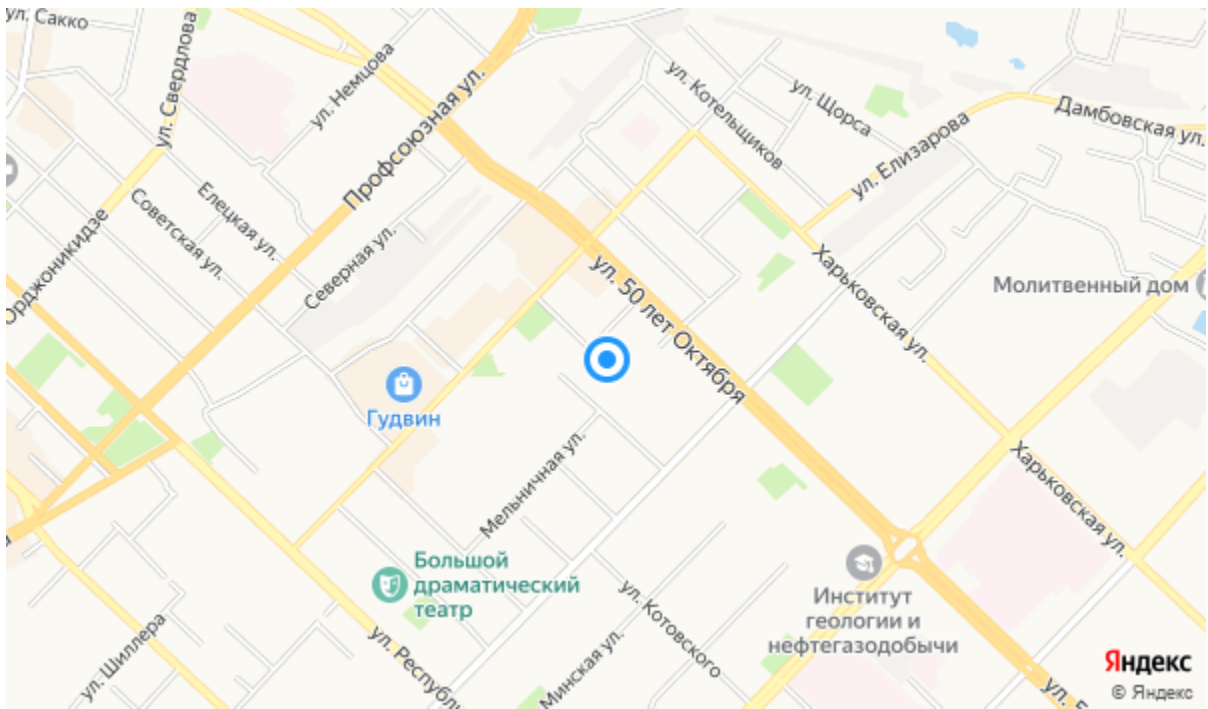 ул. Сакко
ул. Свердлова
ул. Немцова
Профсоюзная ул.
ул. Котельщиков
ул. Щорса
Дамбовская ул.
ул. Елизарова
Елецкая ул.
Советская ул.
Северная ул.
Орджоникидзе
ул. 50 лет Октября
Харьковская ул.
Молитвенный дом
Гудвин
Мельничная ул.
Харьковская ул.
Большой
драматический
театр
Институт
геологии и
нефтегазодобычи
ул. Котовского
Минская ул.
ул. Шиллера
ул. Республ
Яндекс
© Яндекс